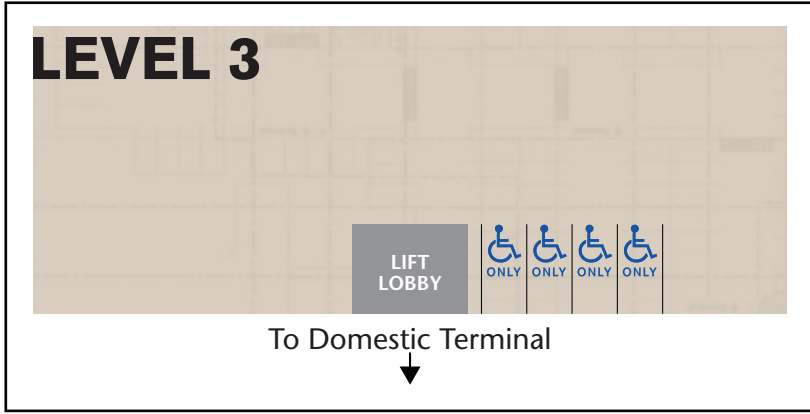 LEVEL 3
LIFT
LOBBY
ONLY ONLY ONLY ONLY
To Domestic Terminal